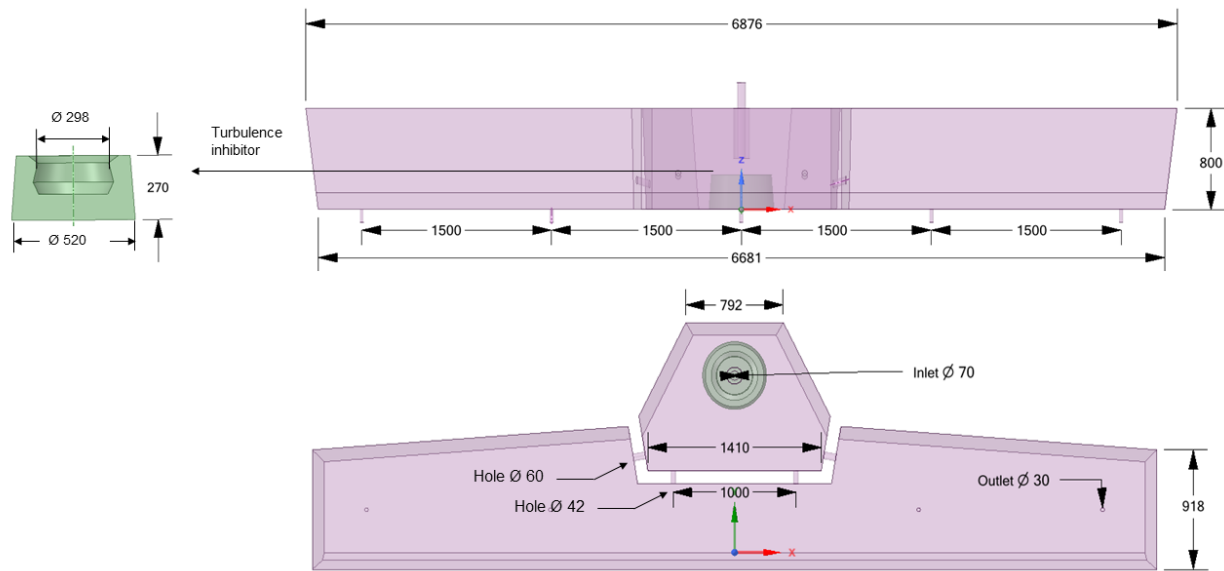 6876
Ø 298
Turbulence
inhibitor
270
800
z
x
Ø 520
1500
1500
1500
1500
6681
792
Inlet Ø 70
1410
Hole Ø 60
Outlet Ø 30
1000
Hole Ø 42
918
X